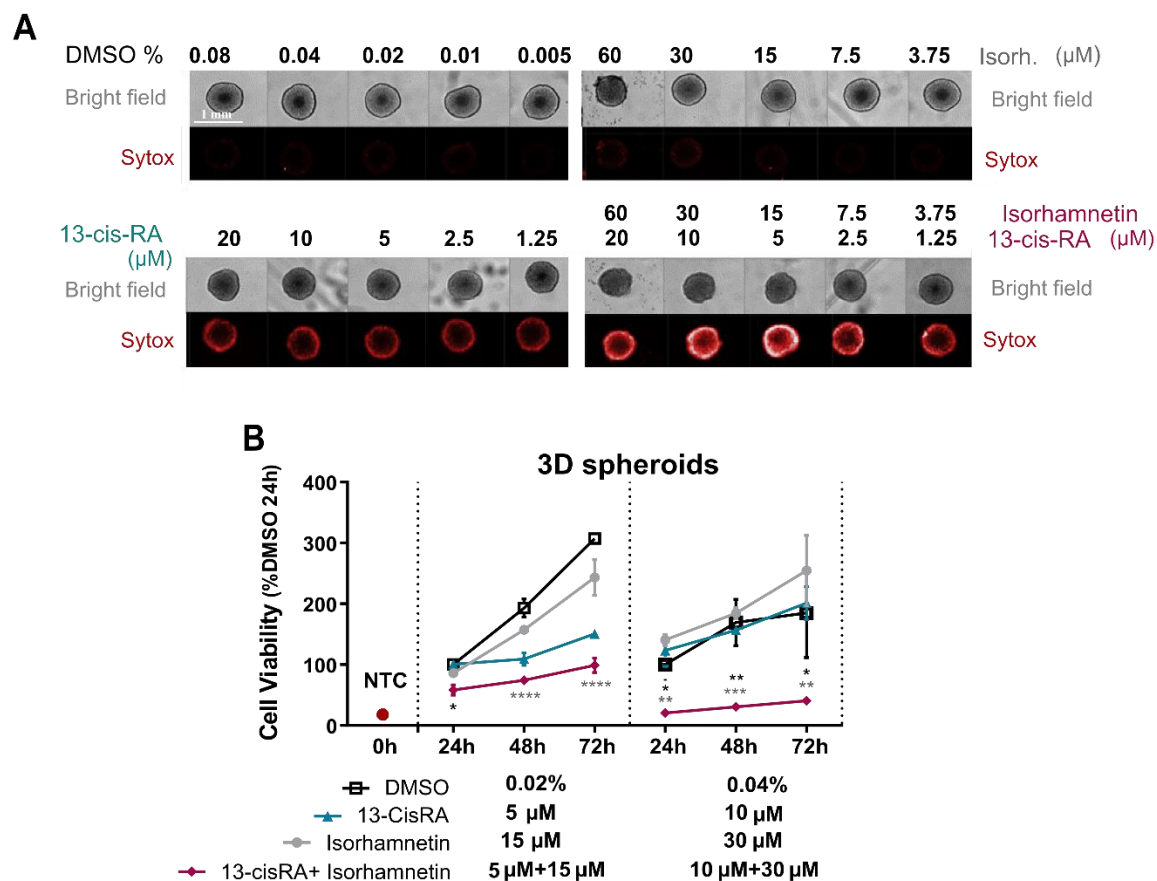 A
DMSO % 0.08 0.04 0.02 0.01 0.005 60 30 15 7.5 3.75 Isorh. (µM)
Bright field Bright field
1 mm
Sytox Sytox
60 30 15 7.5 3.75 Isorhamnetin
13-cis-RA (µM) 20 10 5 2.5 1.25 20 10 5 2.5 1.25 13-cis-RA (µM)
Bright field Bright field
Sytox Sytox
B
3D spheroids
Cell Viability (%DMSO 24h)
400
300
200
100
0
NTC
* **** **** * ** ** *** * **
0h 24h 48h 72h 24h 48h 72h
DMSO 0.02% 0.04%
13-CisRA 5 µM 10 µM
Isorhamnetin 15 µM 30 µM
13-cisRA+ Isorhamnetin 5 µM+15 µM 10 µM+30 µM